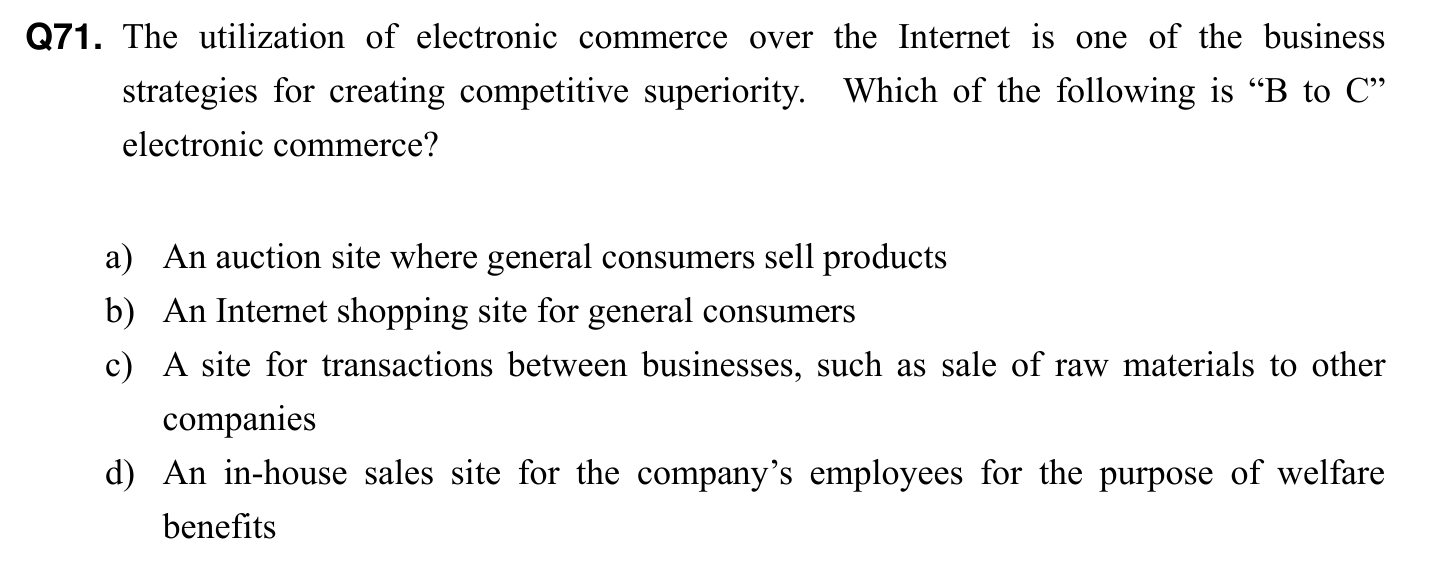 Q71. The utilization of electronic commerce over the Internet is one of the business
strategies for creating competitive superiority. Which of the following is “B to C”
electronic commerce?
a) An auction site where general consumers sell products
b) An Internet shopping site for general consumers
c) A site for transactions between businesses, such as sale of raw materials to other
companies
d) An in-house sales site for the company’s employees for the purpose of welfare
benefits